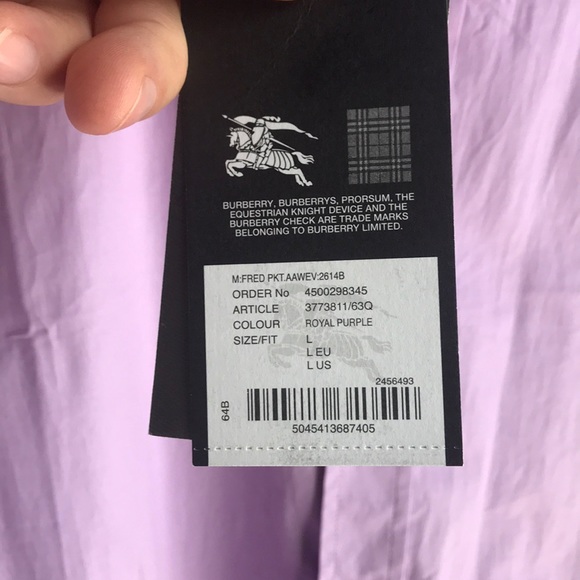 BURBERRY, BURBERRYS, PRORSUM, THE
EQUESTRIAN KNIGHT DEVICE AND THE
BURBERRY CHECK ARE TRADE MARKS
BELONGING TO BURBERRY LIMITED.
M:FRED PKT.AAWEV:2614B
ORDER No 4500298345
ARTICLE 3773811/63Q
COLOUR ROYAL PURPLE
SIZE/FIT L
L EU
L US
2456493
64B
5045413687405